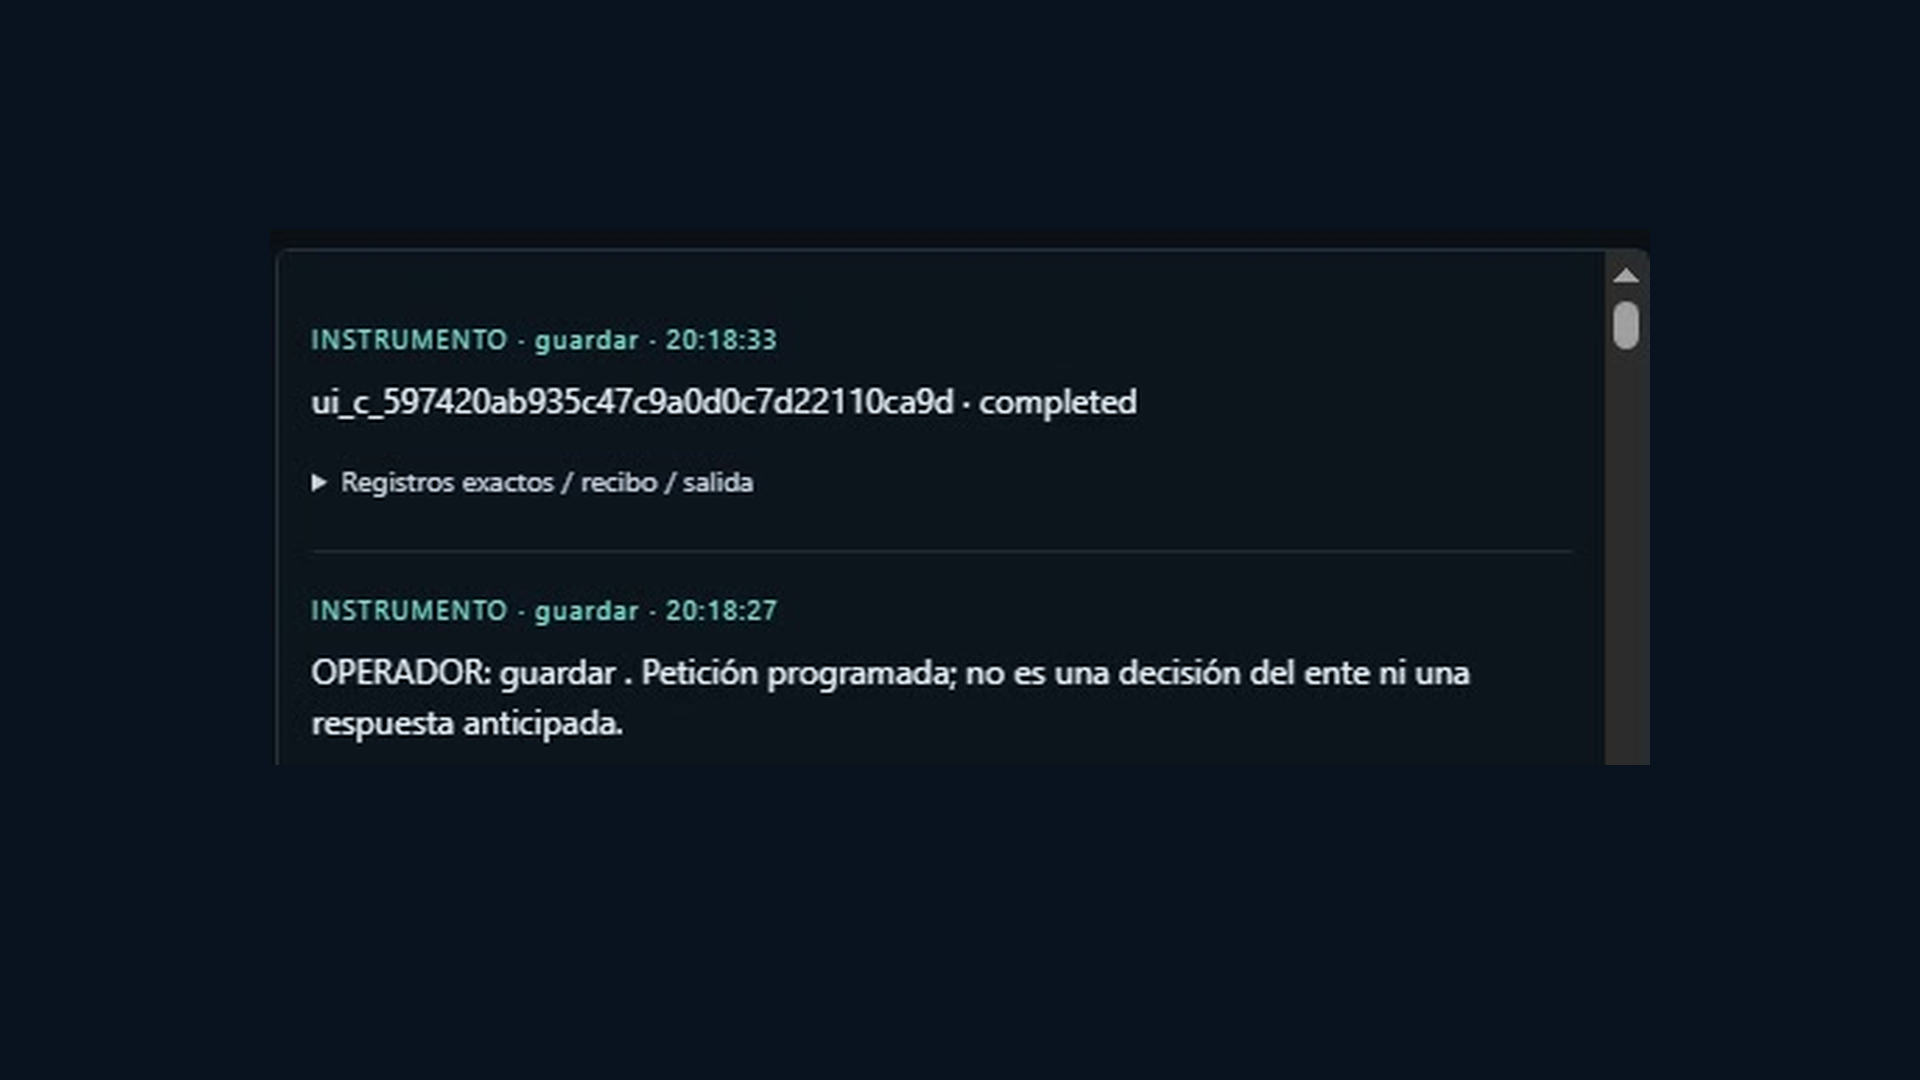 INSTRUMENTO · guardar · 20:18:33
ui_c_597420ab935c47c9a0d0c7d22110ca9d · completed
▶ Registros exactos / recibo / salida
INSTRUMENTO · guardar · 20:18:27
OPERADOR: guardar . Petición programada; no es una decisión del ente ni una
respuesta anticipada.